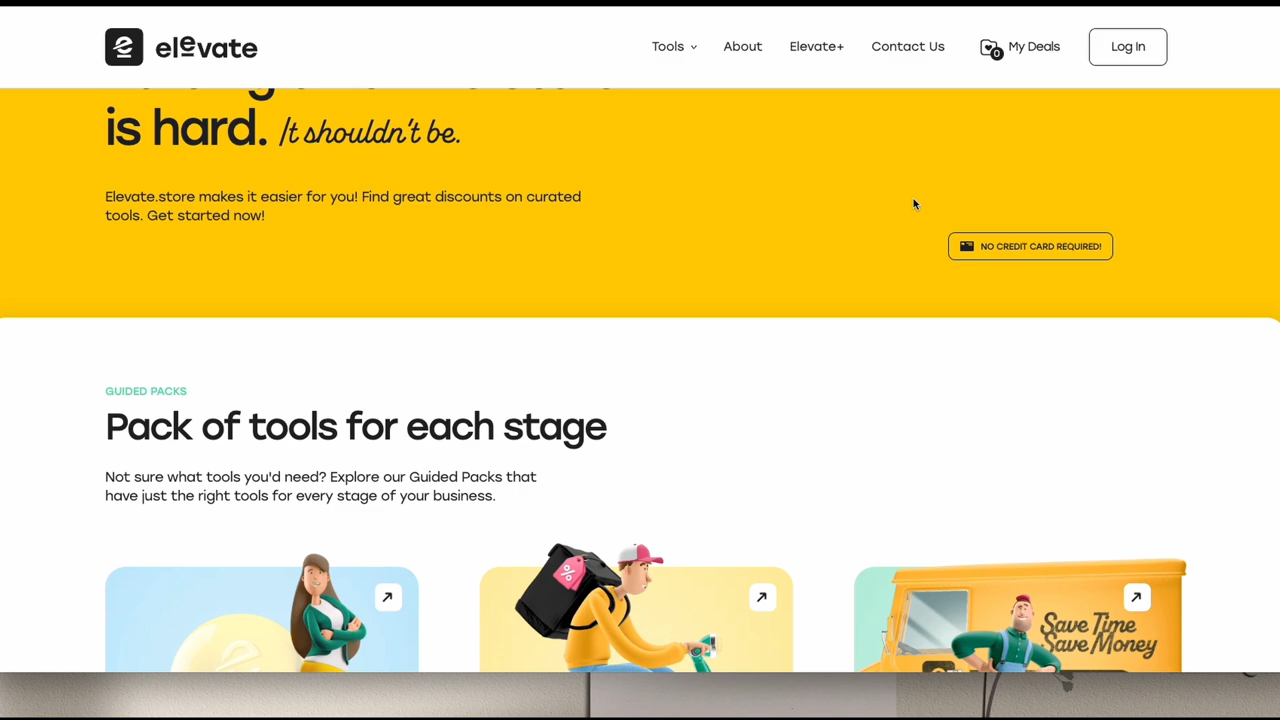 elevate
Tools
About
Elevate+
Contact Us
0
My Deals
Log In
is hard. It shouldn't be.
Elevate.store makes it easier for you! Find great discounts on curated
tools. Get started now!
NO CREDIT CARD REQUIRED!
GUIDED PACKS
Pack of tools for each stage
Not sure what tools you'd need? Explore our Guided Packs that
have just the right tools for every stage of your business.
%
Save Time
Save Money